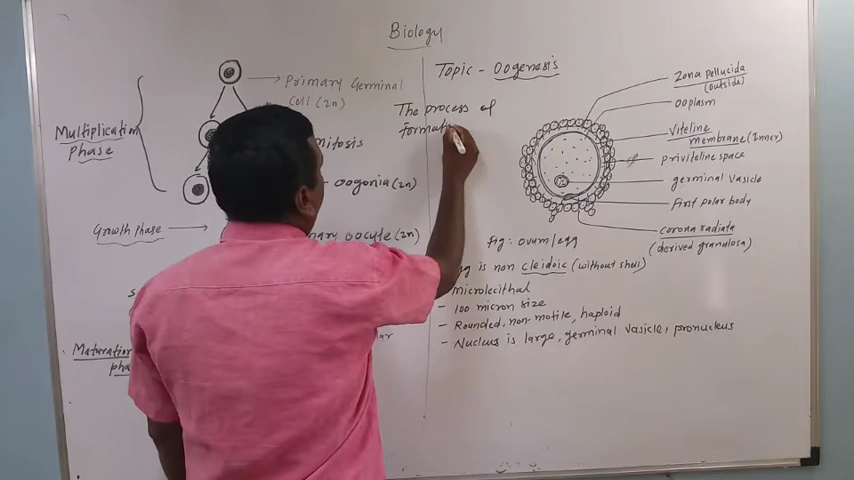 Biology
Primary Germinal
Cell (2n)
Multiplication
Phase
mitosis
oogonia (2n)
Growth phase
oocyte (2n)
Maturation
Topic - Oogenesis
The process of
Zona pellucida
(outside)
ooplasm
Viteline
Membrane (Inner)
priviteline space
germinal vasicle
First polar body
corona radiata
(derived granulosa)
Fig: ovum/egg
is non cleidoic (without shell)
microlecithal
- 100 micron size
- Rounded, non-motile, haploid
- Nucleus is large, germinal vasicle, pronucleus